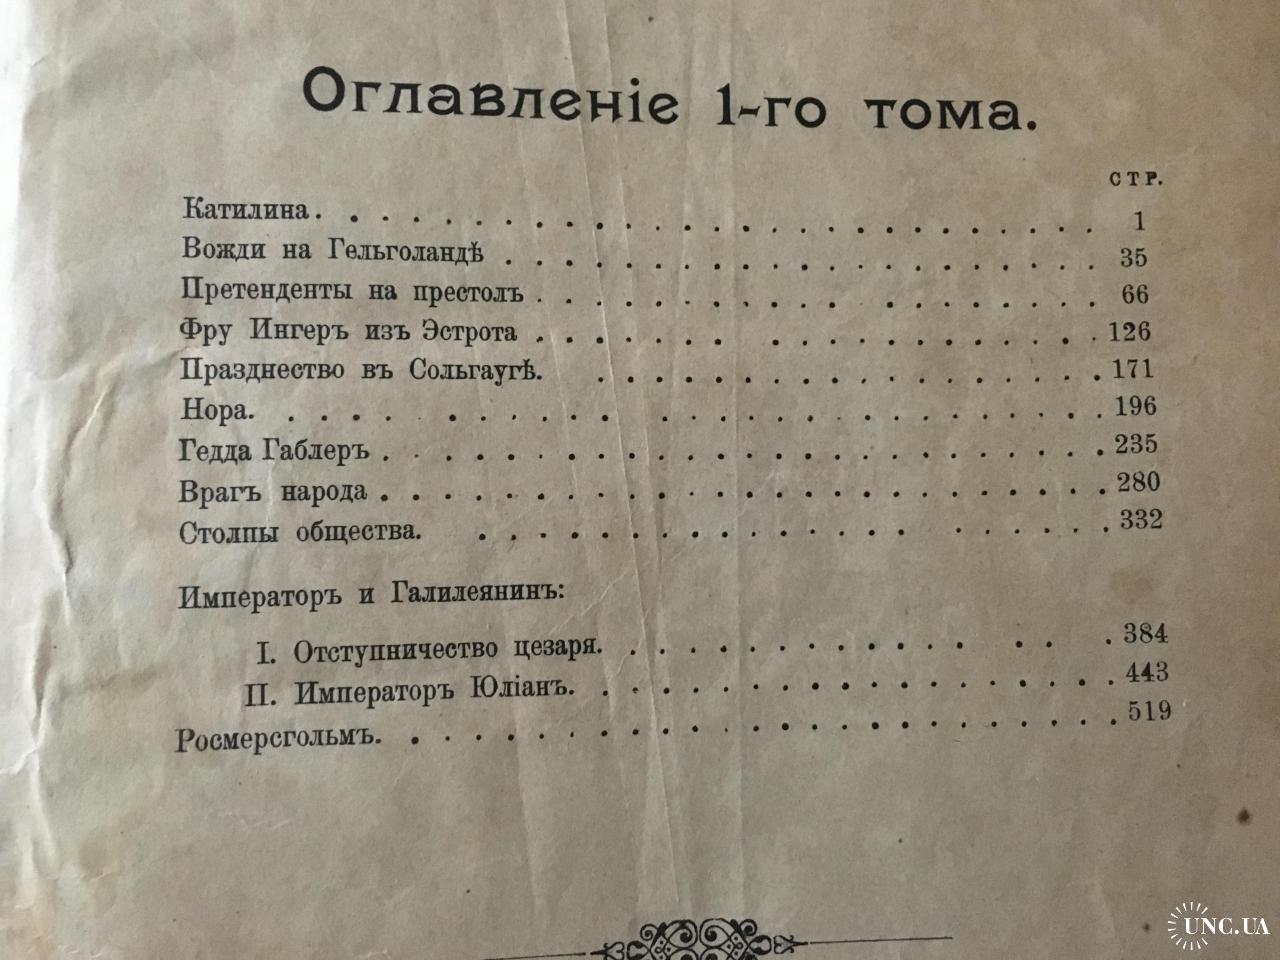 Оглавленіе 1-го тома.
СТР.
Катилина. 1
Вожди на Гельголандѣ 35
Претенденты на престолъ 66
Фру Ингеръ изъ Эстрота 126
Празднество въ Сольгаугѣ. 171
Нора. 196
Гедда Габлеръ 235
Врагъ народа 280
Столпы общества. 332
Императоръ и Галилеянинъ:
I. Отступничество цезаря. 384
II. Императоръ Юліанъ. 443
Росмерсгольмъ. 519
UNC.UA